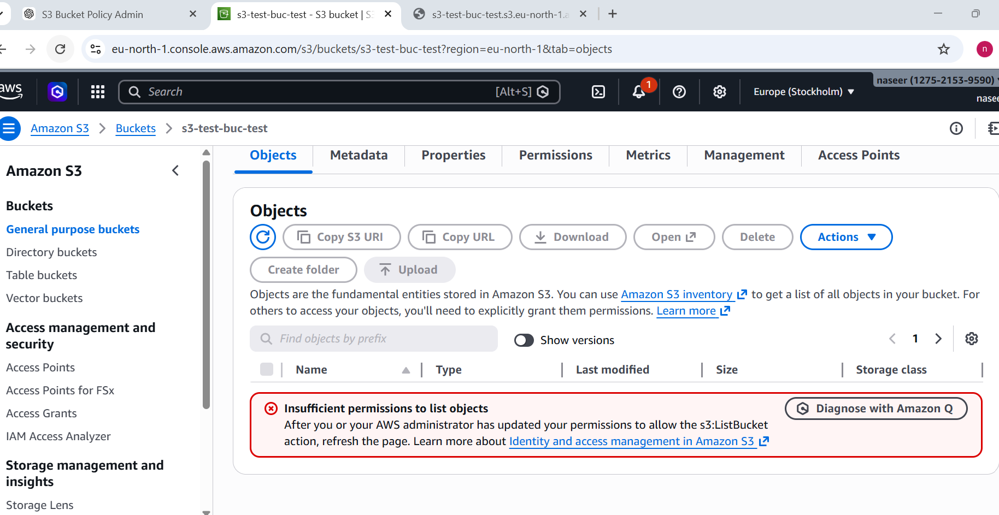 S3 Bucket Policy Admin
s3-test-buc-test - S3 bucket | S3
s3-test-buc-test.s3.eu-north-1.a
eu-north-1.console.aws.amazon.com/s3/buckets/s3-test-buc-test?region=eu-north-1&tab=objects
n
aws
Search
[Alt+S]
1
Europe (Stockholm)
naseer (1275-2153-9590)
nasee
Amazon S3
Buckets
s3-test-buc-test
Amazon S3
Buckets
General purpose buckets
Directory buckets
Table buckets
Vector buckets
Access management and
security
Access Points
Access Points for FSx
Access Grants
IAM Access Analyzer
Storage management and
insights
Storage Lens
Objects
Metadata
Properties
Permissions
Metrics
Management
Access Points
Objects
Copy S3 URI
Copy URL
Download
Open
Delete
Actions
Create folder
Upload
Objects are the fundamental entities stored in Amazon S3. You can use Amazon S3 inventory to get a list of all objects in your bucket. For
others to access your objects, you'll need to explicitly grant them permissions. Learn more
Find objects by prefix
Show versions
1
Name
Type
Last modified
Size
Storage class
Insufficient permissions to list objects
Diagnose with Amazon Q
After you or your AWS administrator has updated your permissions to allow the s3:ListBucket
action, refresh the page. Learn more about Identity and access management in Amazon S3